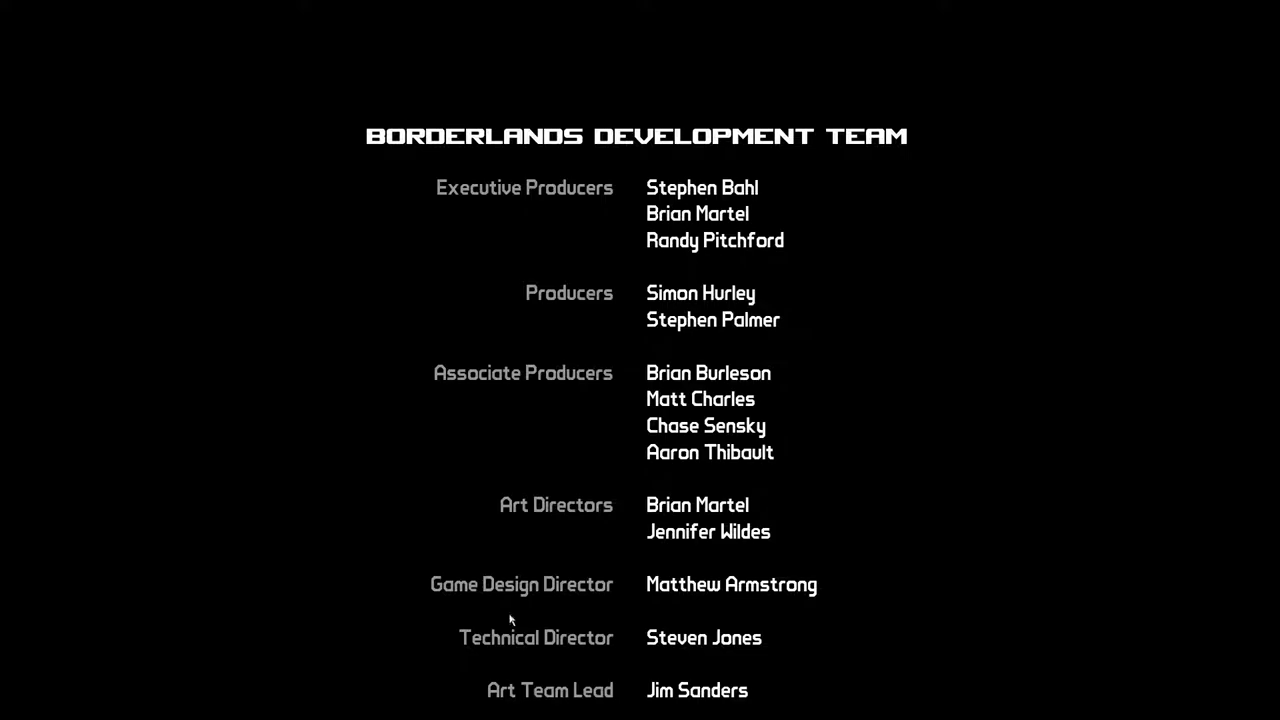 BORDERLANDS DEVELOPMENT TEAM
Executive Producers Stephen Bahl
Brian Martel
Randy Pitchford
Producers Simon Hurley
Stephen Palmer
Associate Producers Brian Burleson
Matt Charles
Chase Sensky
Aaron Thibault
Art Directors Brian Martel
Jennifer Wildes
Game Design Director Matthew Armstrong
Technical Director Steven Jones
Art Team Lead Jim Sanders